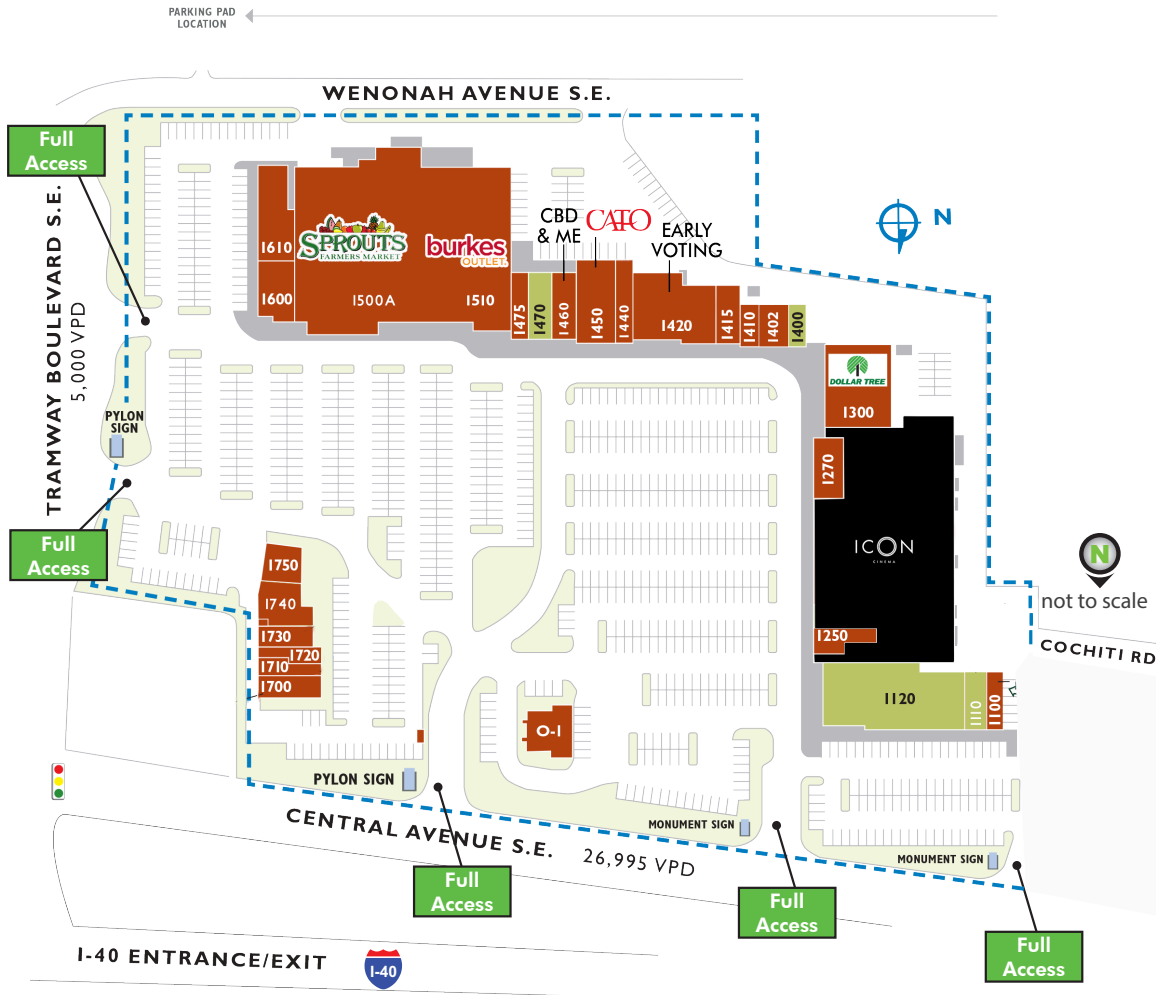 PARKING PAD
LOCATION
WENONAH AVENUE S.E.
Full
Access
TRAMWAY BOULEVARD S.E.
5,000 VPD
N
CBD
& ME
CATO
EARLY
VOTING
1610
SPROUTS
FARMERS MARKET
burkes
OUTLET
1600
1500A
1510
1475
1470
1460
1450
1440
1420
1415
1410
1402
1400
DOLLAR TREE
1300
PYLON
SIGN
1270
Full
Access
ICON
CINEMA
N
not to scale
COCHITI RD
1750
1740
1730
1720
1710
1700
1250
1120
1110
1100
O-1
PYLON SIGN
MONUMENT SIGN
MONUMENT SIGN
CENTRAL AVENUE S.E.
26,995 VPD
Full
Access
Full
Access
Full
Access
I-40 ENTRANCE/EXIT
I-40